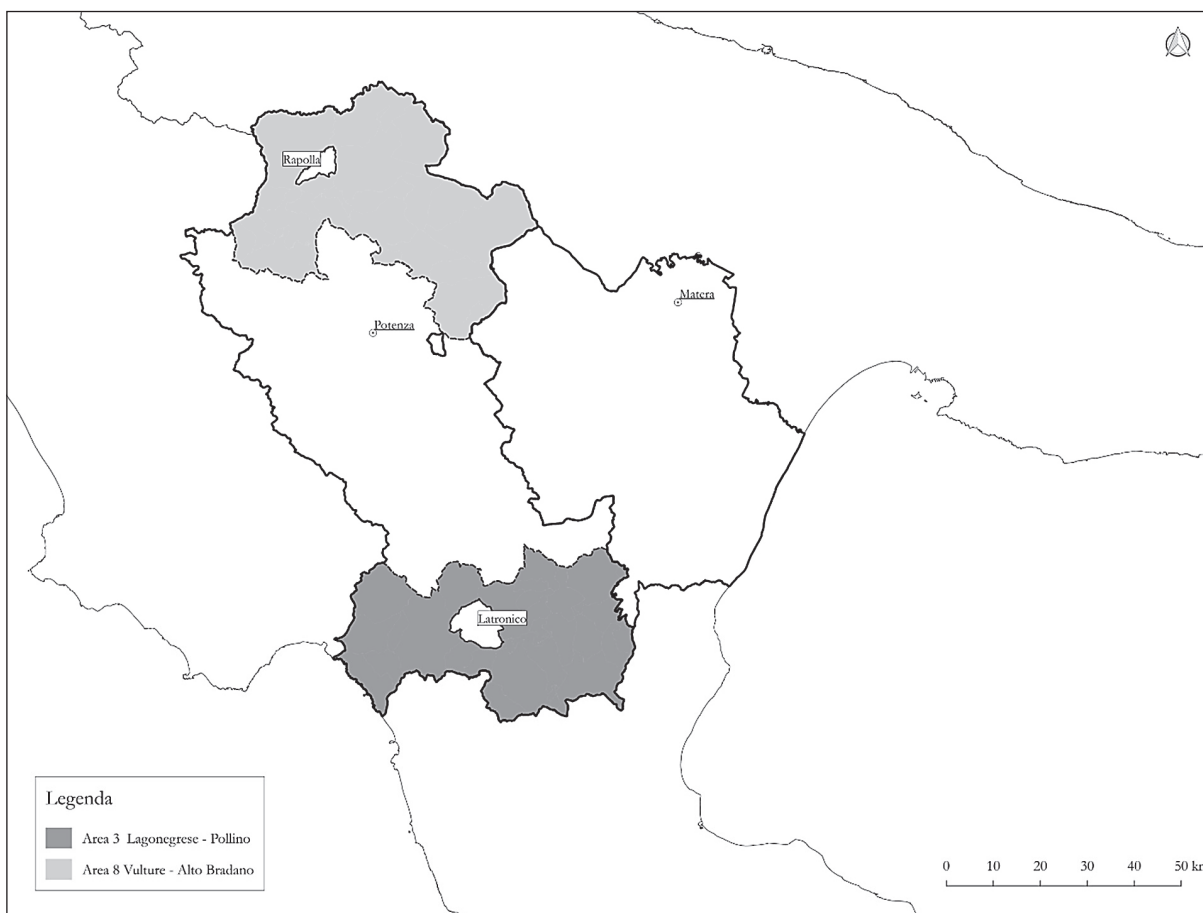 Rapolla
Matera
Potenza
Latronico
Legenda
Area 3 Lagonegrese - Pollino
Area 8 Vulture - Alto Bradano
0 10 20 30 40 50 km